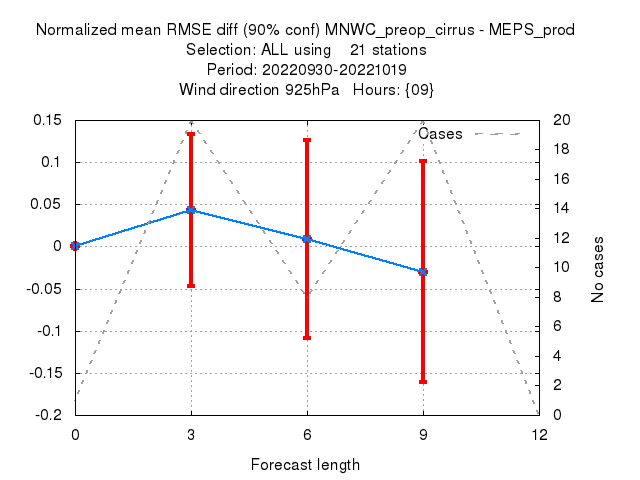 Normalized mean RMSE diff (90% conf) MNWC_preop_cirrus - MEPS_prod
Selection: ALL using    21 stations
Period: 20220930-20221019
Wind direction 925hPa   Hours: {09}
Cases
0.15
0.1
0.05
0
-0.05
-0.1
-0.15
-0.2
20
18
16
14
12
10
8
6
4
2
0
No cases
0 3 6 9 12
Forecast length